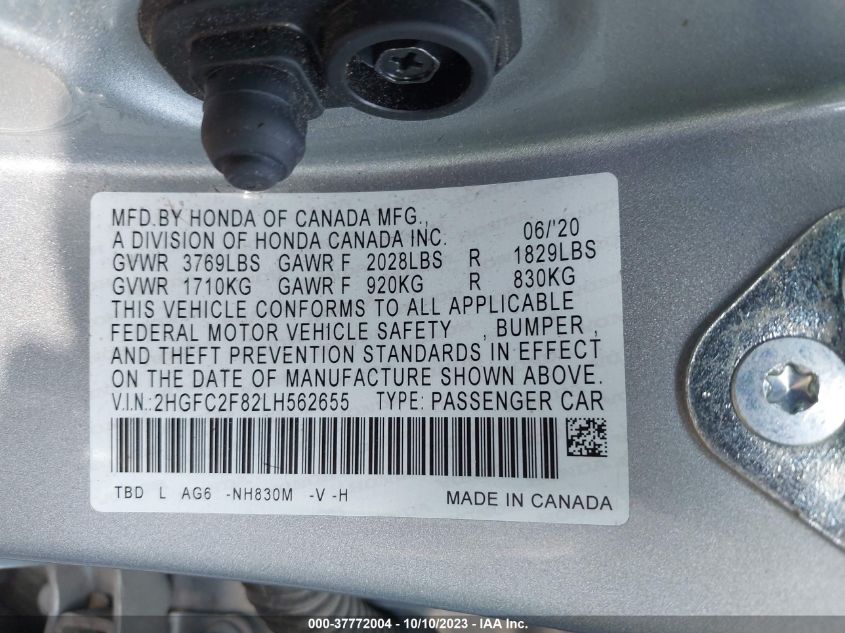 MFD.BY HONDA OF CANADA MFG.,
A DIVISION OF HONDA CANADA INC. 06/'20
GVWR 3769LBS GAWR F 2028LBS R 1829LBS
GVWR 1710KG GAWR F 920KG R 830KG
THIS VEHICLE CONFORMS TO ALL APPLICABLE
FEDERAL MOTOR VEHICLE SAFETY , BUMPER ,
AND THEFT PREVENTION STANDARDS IN EFFECT
ON THE DATE OF MANUFACTURE SHOWN ABOVE.
V.I.N.: 2HGFC2F82LH562655 TYPE: PASSENGER CAR
TBD L AG6 -NH830M -V -H MADE IN CANADA
000-37772004 - 10/10/2023 - IAA Inc.